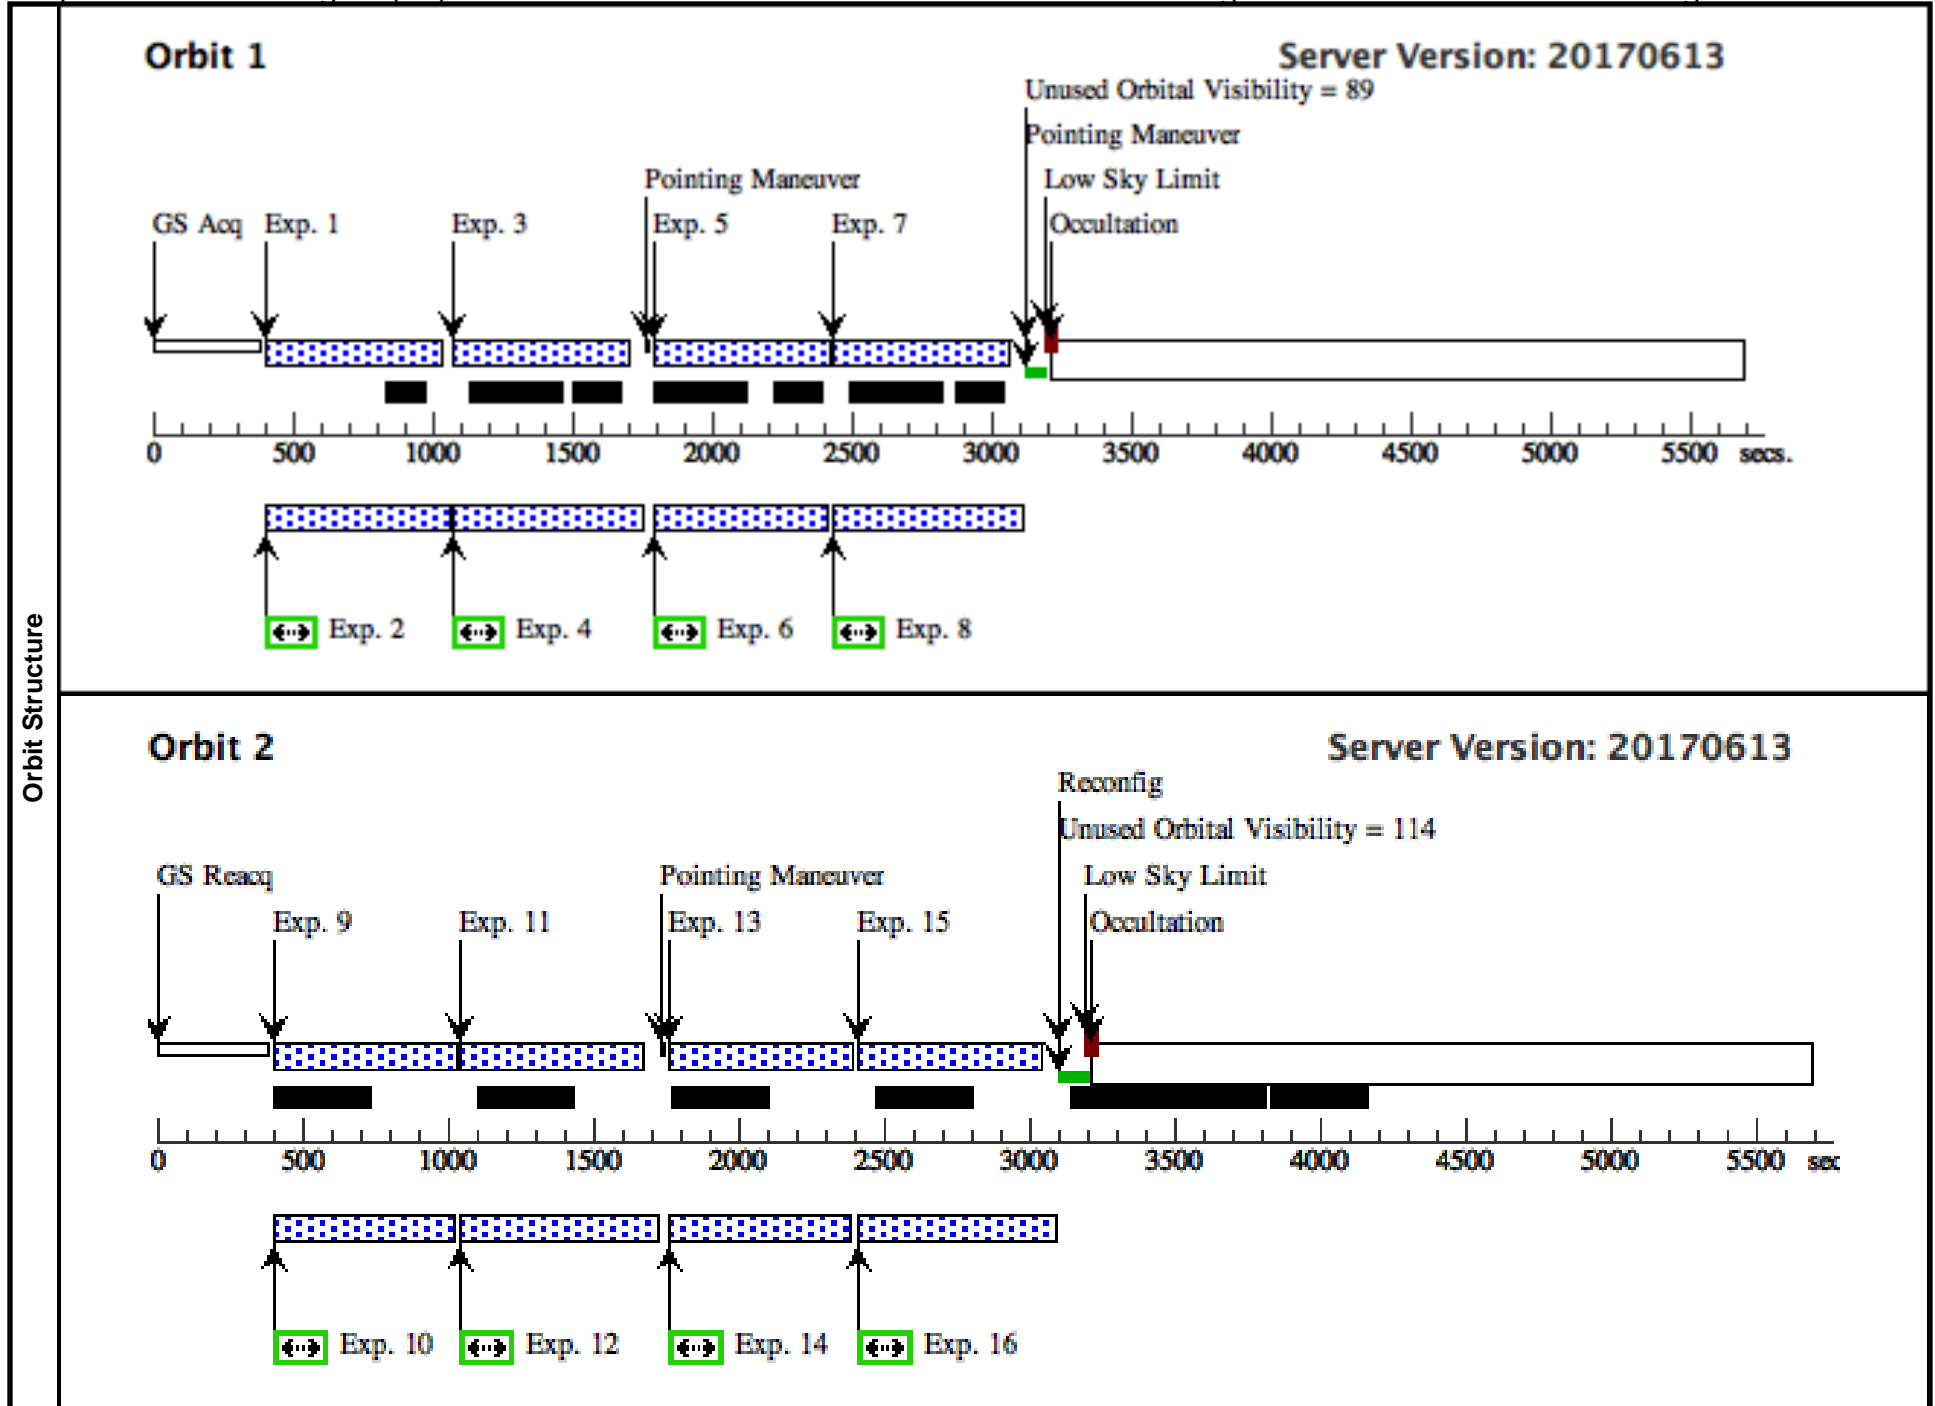 Orbit Structure
Orbit 1
Server Version: 20170613
Unused Orbital Visibility = 89
Pointing Maneuver
Pointing Maneuver
Low Sky Limit
GS Acq
Exp. 1
Exp. 3
Exp. 5
Exp. 7
Occultation
0 500 1000 1500 2000 2500 3000 3500 4000 4500 5000 5500 secs.
Exp. 2
Exp. 4
Exp. 6
Exp. 8
Orbit 2
Server Version: 20170613
Reconfig
Unused Orbital Visibility = 114
GS Reacq
Pointing Maneuver
Low Sky Limit
Exp. 9
Exp. 11
Exp. 13
Exp. 15
Occultation
0 500 1000 1500 2000 2500 3000 3500 4000 4500 5000 5500 sec
Exp. 10
Exp. 12
Exp. 14
Exp. 16